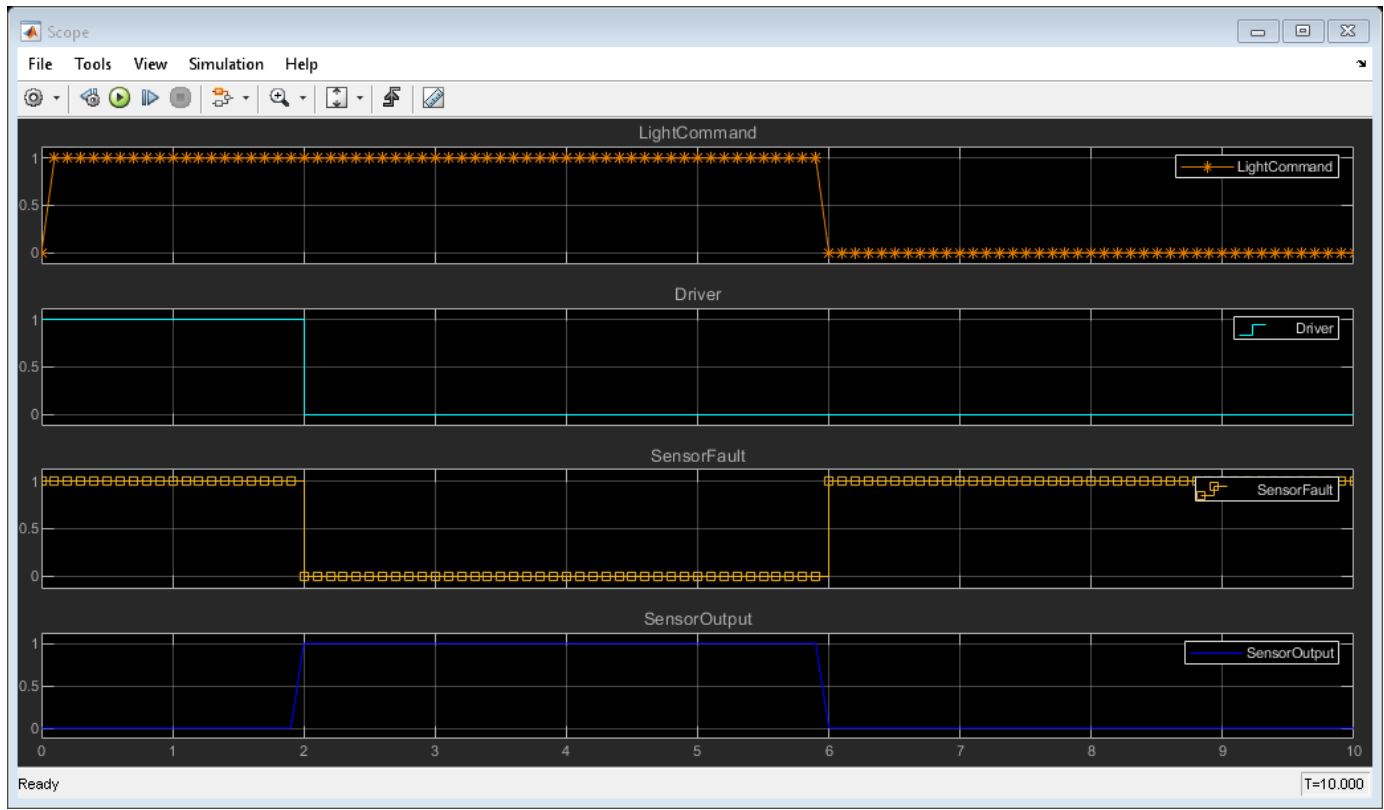 Scope
File Tools View Simulation Help
LightCommand
1
0.5
0
LightCommand
Driver
1
0.5
0
Driver
SensorFault
1
0.5
0
SensorFault
SensorOutput
1
0.5
0
SensorOutput
0 1 2 3 4 5 6 7 8 9 10
Ready T=10.000